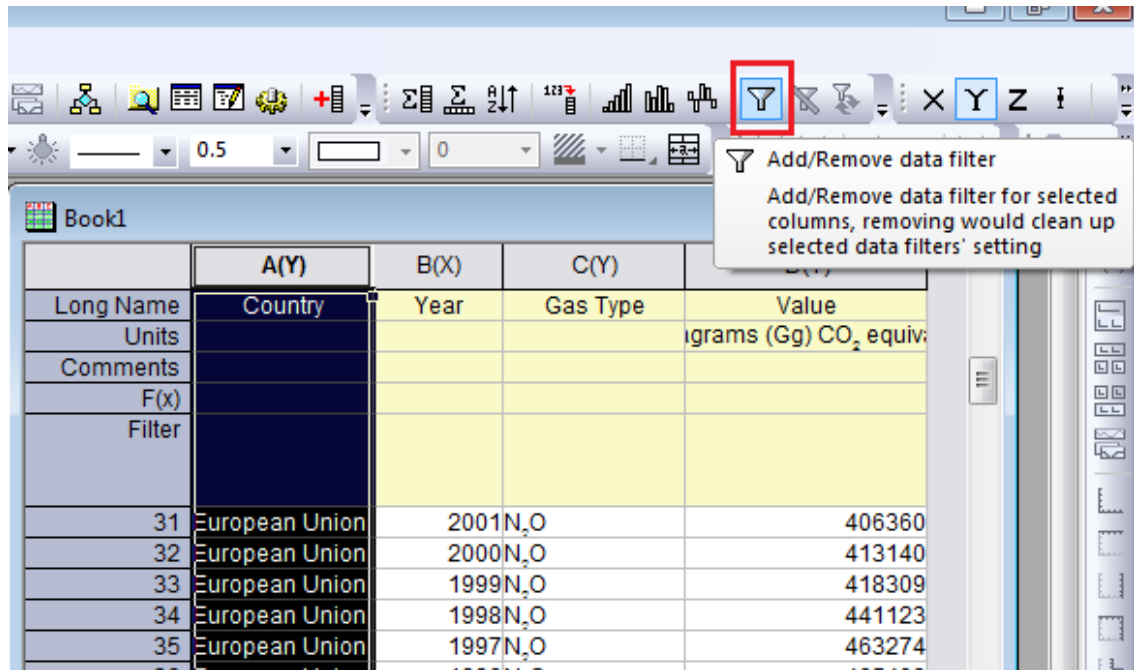 X Y Z
0.5 0
Add/Remove data filter
Add/Remove data filter for selected
columns, removing would clean up
selected data filters' setting
Book1
A(Y) B(X) C(Y)
Long Name Country Year Gas Type Value
Units (Gg) CO₂
Comments
F(x)
Filter
31 European Union 2001 N₂O 406360
32 European Union 2000 N₂O 413140
33 European Union 1999 N₂O 418309
34 European Union 1998 N₂O 441123
35 European Union 1997 N₂O 463274